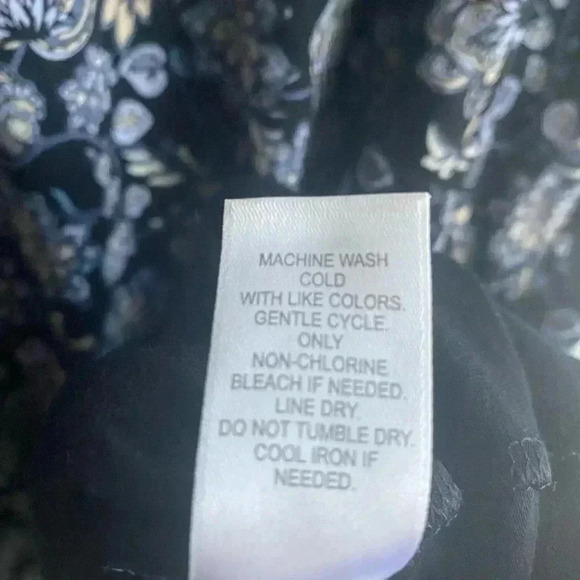 MACHINE WASH
COLD
WITH LIKE COLORS.
GENTLE CYCLE.
ONLY
NON-CHLORINE
BLEACH IF NEEDED.
LINE DRY.
DO NOT TUMBLE DRY.
COOL IRON IF
NEEDED.